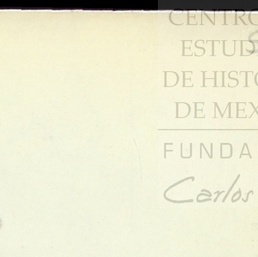 CENTRO
ESTUD
DE HISTO
DE MEX
FUNDA
Carlos